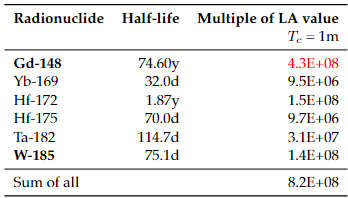 Radionuclide Half-life Multiple of LA value
T_c = 1m
Gd-148 74.60y 4.3E+08
Yb-169 32.0d 9.5E+06
Hf-172 1.87y 1.5E+08
Hf-175 70.0d 9.7E+06
Ta-182 114.7d 3.1E+07
W-185 75.1d 1.4E+08
Sum of all 8.2E+08